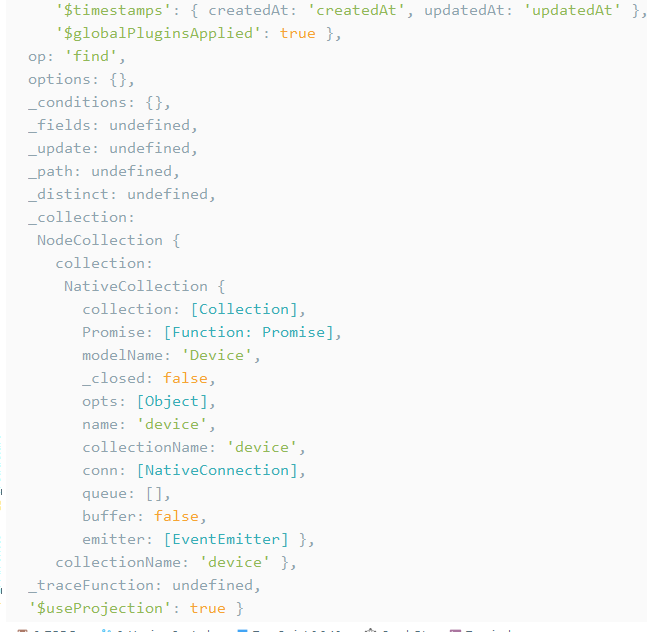 '$timestamps': { createdAt: 'createdAt', updatedAt: 'updatedAt' },
'$globalPluginsApplied': true },
op: 'find',
options: {},
_conditions: {},
_fields: undefined,
_update: undefined,
_path: undefined,
_distinct: undefined,
_collection:
NodeCollection {
collection:
NativeCollection {
collection: [Collection],
Promise: [Function: Promise],
modelName: 'Device',
_closed: false,
opts: [Object],
name: 'device',
collectionName: 'device',
conn: [NativeConnection],
queue: [],
buffer: false,
emitter: [EventEmitter] },
collectionName: 'device' },
_traceFunction: undefined,
'$useProjection': true }